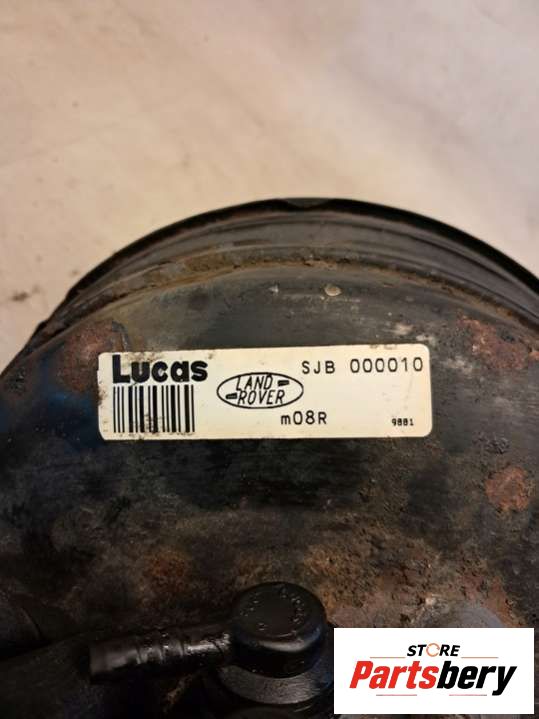 Lucas
LAND
ROVER
SJB 000010
m08R
9881
STORE
Partsbery